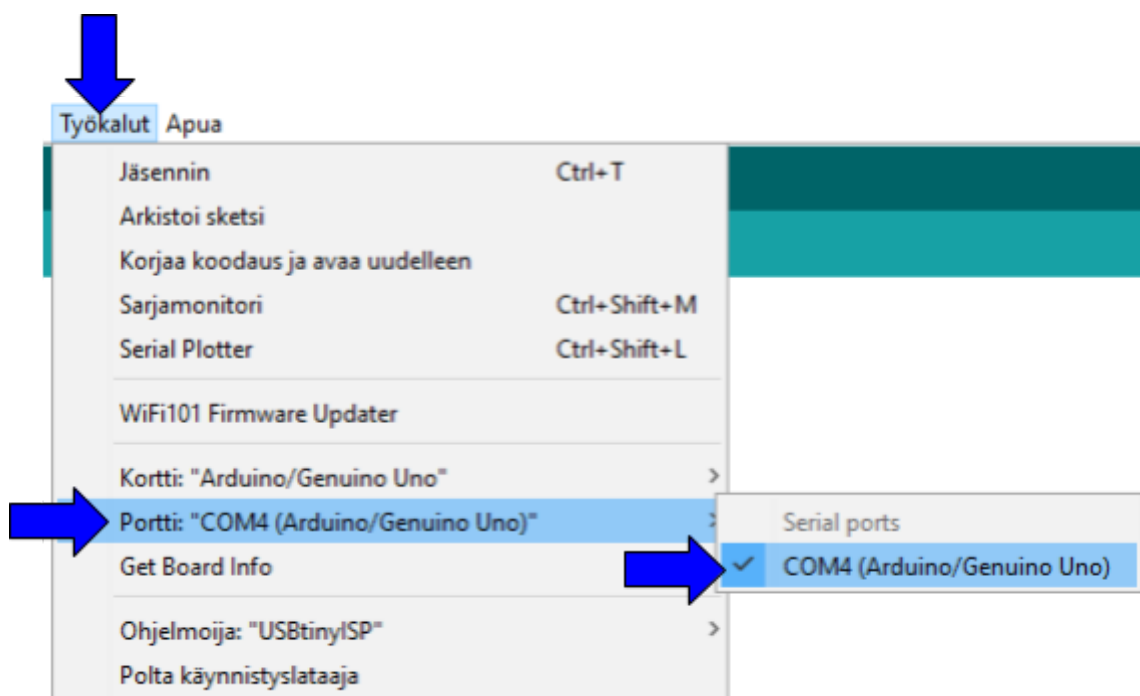 Työkalut Apua
Jäsennin Ctrl+T
Arkistoi sketsi
Korjaa koodaus ja avaa uudelleen
Sarjamonitori Ctrl+Shift+M
Serial Plotter Ctrl+Shift+L
WiFi101 Firmware Updater
Kortti: "Arduino/Genuino Uno"
Portti: "COM4 (Arduino/Genuino Uno)"
Serial ports
Get Board Info
COM4 (Arduino/Genuino Uno)
Ohjelmoija: "USBtinyISP"
Polta käynnistyslataaja